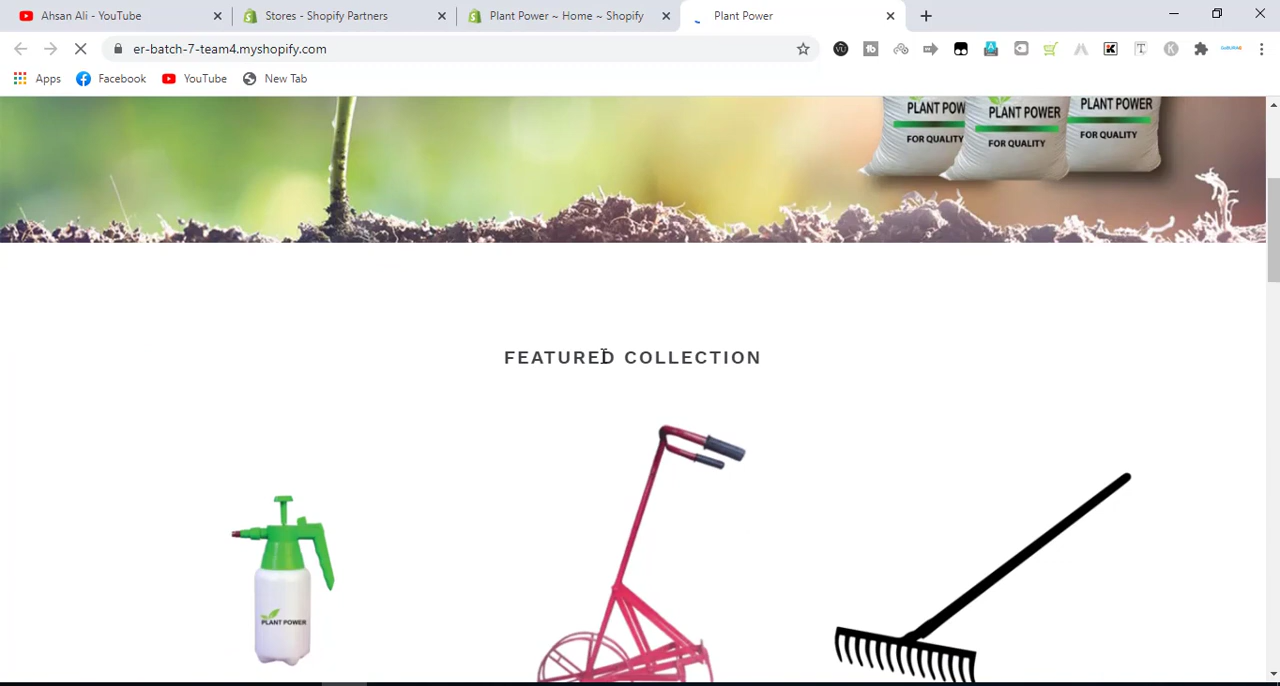 Ahsan Ali - YouTube
Stores - Shopify Partners
Plant Power ~ Home ~ Shopify
Plant Power
er-batch-7-team4.myshopify.com
Apps
Facebook
YouTube
New Tab
PLANT POW
PLANT POWER
PLANT POWER
FOR QUALITY
FOR QUALITY
FOR QUALITY
FEATURED COLLECTION
PLANT POWER